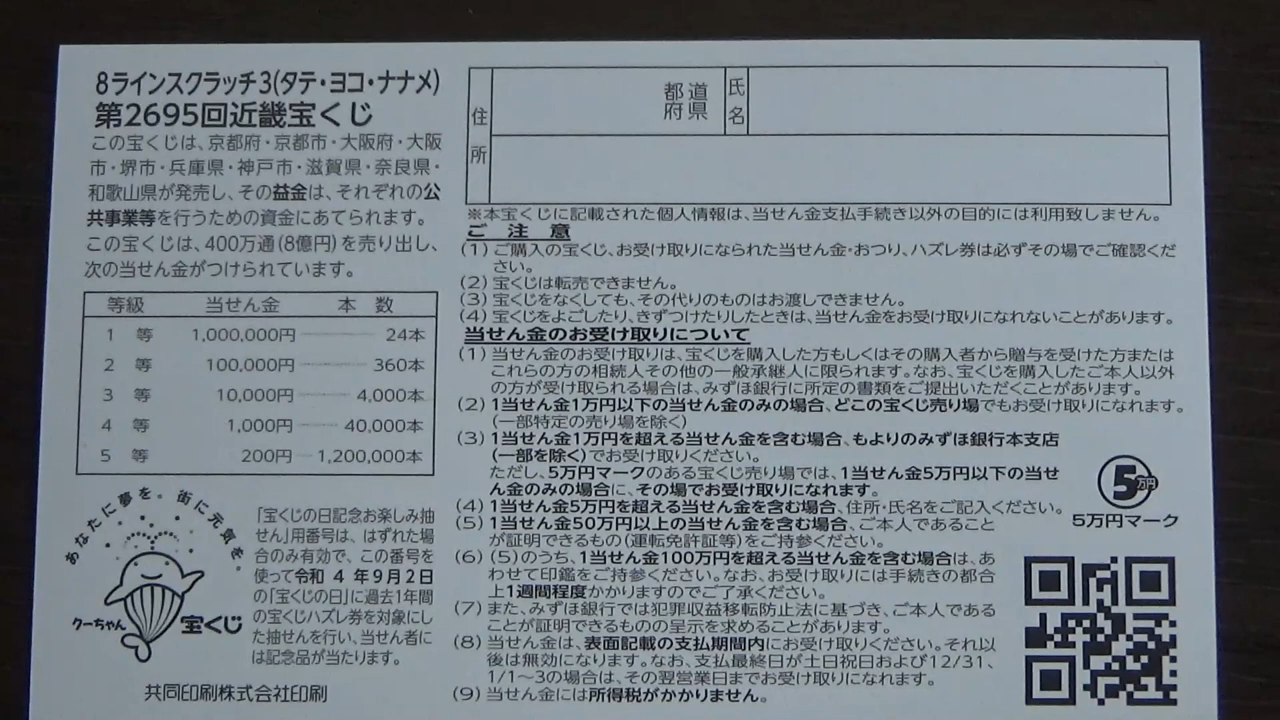 8ラインスクラッチ3(タテ・ヨコ・ナナメ)
第2695回近畿宝くじ
この宝くじは、京都府・京都市・大阪府・大阪
市・堺市・兵庫県・神戸市・滋賀県・奈良県・
和歌山県が発売し、その益金は、それぞれの公
共事業等を行うための資金にあてられます。
この宝くじは、400万通(8億円)を売り出し、
次の当せん金がつけられています。
等級 当せん金 本 数
1 等 1,000,000円 24本
2 等 100,000円 360本
3 等 10,000円 4,000本
4 等 1,000円 40,000本
5 等 200円 1,200,000本
あなたに夢を。街に元気を。
クーちゃん 宝くじ
「宝くじの日記念お楽しみ抽
せん」用番号は、はずれた場
合のみ有効で、この番号を
使って令和 4 年9月2日
の「宝くじの日」に過去1年間
の宝くじハズレ券を対象にし
た抽せんを行い、当せん者に
は記念品が当たります。
共同印刷株式会社印刷
住所
都道
府県
氏名
※本宝くじに記載された個人情報は、当せん金支払手続き以外の目的には利用致しません。
ご 注 意
(1) ご購入の宝くじ、お受け取りになられた当せん金・おつり、ハズレ券は必ずその場でご確認くだ
さい。
(2) 宝くじは転売できません。
(3) 宝くじをなくしても、その代りのものはお渡しできません。
(4) 宝くじをよごしたり、きずつけたりしたときは、当せん金をお受け取りになれないことがあります。
当せん金のお受け取りについて
(1) 当せん金のお受け取りは、宝くじを購入した方もしくはその購入者から贈与を受けた方または
これらの方の相続人その他の一般承継人に限られます。なお、宝くじを購入したご本人以外
の方が受け取られる場合は、みずほ銀行に所定の書類をご提出いただくことがあります。
(2) 1当せん金1万円以下の当せん金のみの場合、どこの宝くじ売り場でもお受け取りになれます。
(一部特定の売り場を除く)
(3) 1当せん金1万円を超える当せん金を含む場合、もよりのみずほ銀行本支店
(一部を除く)でお受け取りください。
ただし、5万円マークのある宝くじ売り場では、1当せん金5万円以下の当せ
ん金のみの場合に、その場でお受け取りになれます。
(4) 1当せん金5万円を超える当せん金を含む場合、住所・氏名をご記入ください。
(5) 1当せん金50万円以上の当せん金を含む場合、ご本人であること
が証明できるもの(運転免許証等)をご持参ください。
(6) (5)のうち、1当せん金100万円を超える当せん金を含む場合は、あ
わせて印鑑をご持参ください。なお、お受け取りには手続きの都合
上1週間程度かかりますのでご了承ください。
(7) また、みずほ銀行では犯罪収益移転防止法に基づき、ご本人である
ことが証明できるものの呈示を求めることがあります。
(8) 当せん金は、表面記載の支払期間内にお受け取りください。それ以
後は無効になります。なお、支払最終日が土日祝日および12/31、
1/1〜3の場合は、その翌営業日までお受け取りになれます。
(9) 当せん金には所得税がかかりません。
5万円
5万円マーク